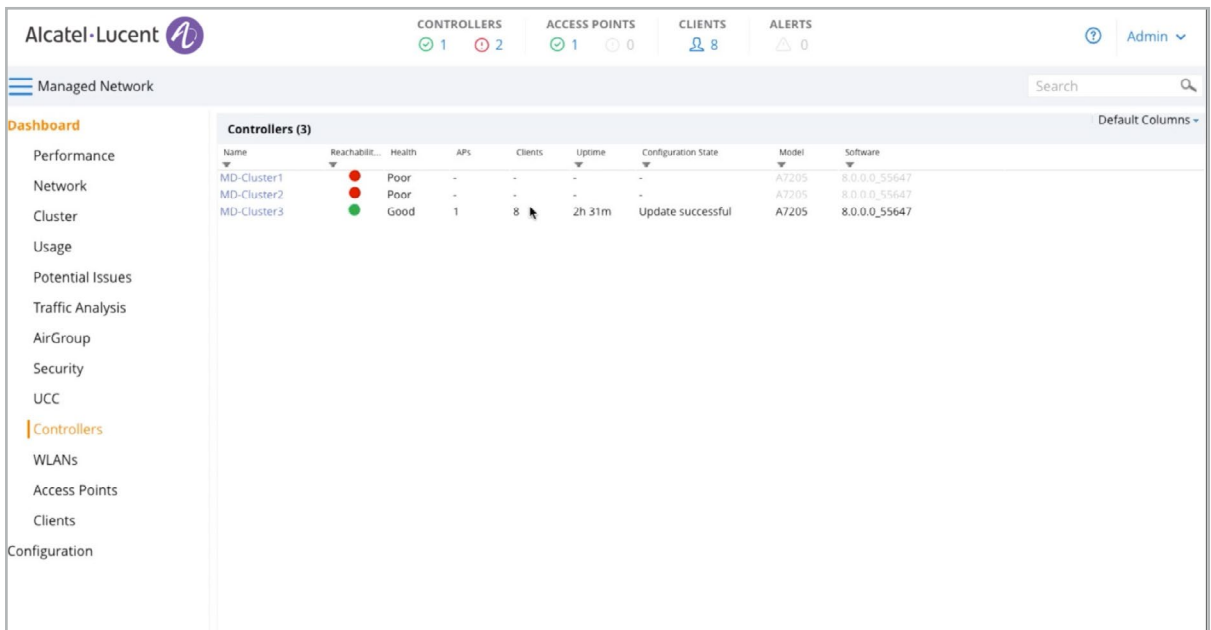 Alcatel·Lucent
CONTROLLERS ACCESS POINTS CLIENTS ALERTS
1 2 1 0 8 0
? Admin
Managed Network
Search
Dashboard
Performance
Network
Cluster
Usage
Potential Issues
Traffic Analysis
AirGroup
Security
UCC
Controllers
WLANs
Access Points
Clients
Configuration
Default Columns
Controllers (3)
Name Reachabilit... Health APs Clients Uptime Configuration State Model Software
MD-Cluster1 Poor - - - - A7205 8.0.0.0_55647
MD-Cluster2 Poor - - - - A7205 8.0.0.0_55647
MD-Cluster3 Good 1 8 2h 31m Update successful A7205 8.0.0.0_55647